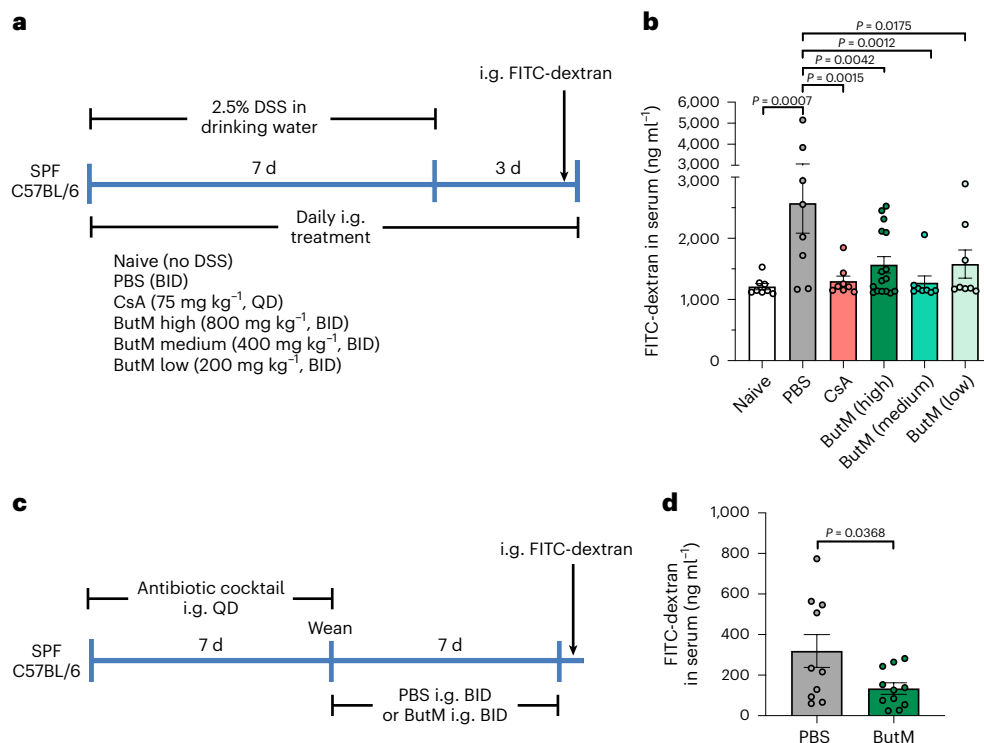 a
i.g. FITC-dextran
2.5% DSS in
drinking water
SPF
C57BL/6
7 d
3 d
Daily i.g.
treatment
Naive (no DSS)
PBS (BID)
CsA (75 mg kg⁻¹, QD)
ButM high (800 mg kg⁻¹, BID)
ButM medium (400 mg kg⁻¹, BID)
ButM low (200 mg kg⁻¹, BID)
b
P = 0.0175
P = 0.0012
P = 0.0042
P = 0.0015
P = 0.0007
FITC-dextran in serum (ng ml⁻¹)
6,000
5,000
4,000
3,000
3,000
2,000
1,000
0
Naive
PBS
CsA
ButM (high)
ButM (medium)
ButM (low)
c
i.g. FITC-dextran
Antibiotic cocktail
i.g. QD
Wean
SPF
C57BL/6
7 d
7 d
PBS i.g. BID
or ButM i.g. BID
d
P = 0.0368
FITC-dextran
in serum (ng ml⁻¹)
1,000
800
600
400
200
0
PBS
ButM